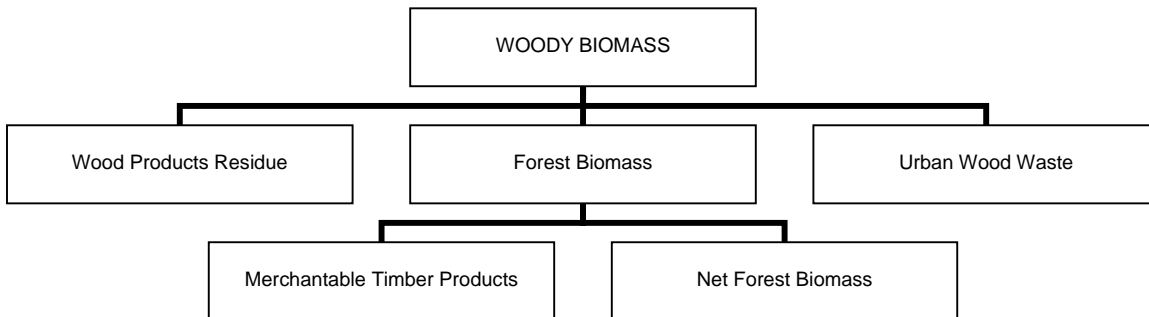 WOODY BIOMASS
Wood Products Residue
Forest Biomass
Urban Wood Waste
Merchantable Timber Products
Net Forest Biomass